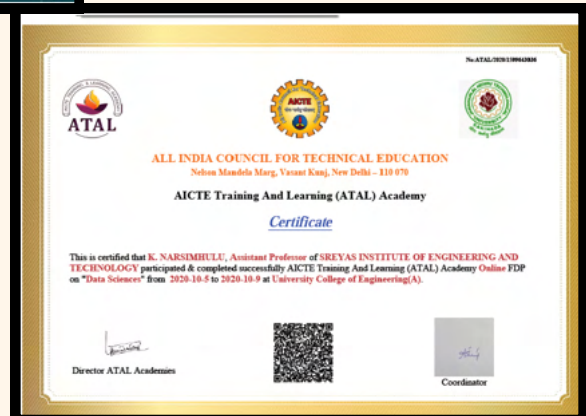 No:ATAL/2020/1599643030
ATAL
AICTE
ALL INDIA COUNCIL FOR TECHNICAL EDUCATION
Nelson Mandela Marg, Vasant Kunj, New Delhi – 110 070
AICTE Training And Learning (ATAL) Academy
Certificate
This is certified that K. NARSIMHULU, Assistant Professor of SREYAS INSTITUTE OF ENGINEERING AND
TECHNOLOGY participated & completed successfully AICTE Training And Learning (ATAL) Academy Online FDP
on "Data Sciences" from 2020-10-5 to 2020-10-9 at University College of Engineering(A).
Director ATAL Academies
Coordinator